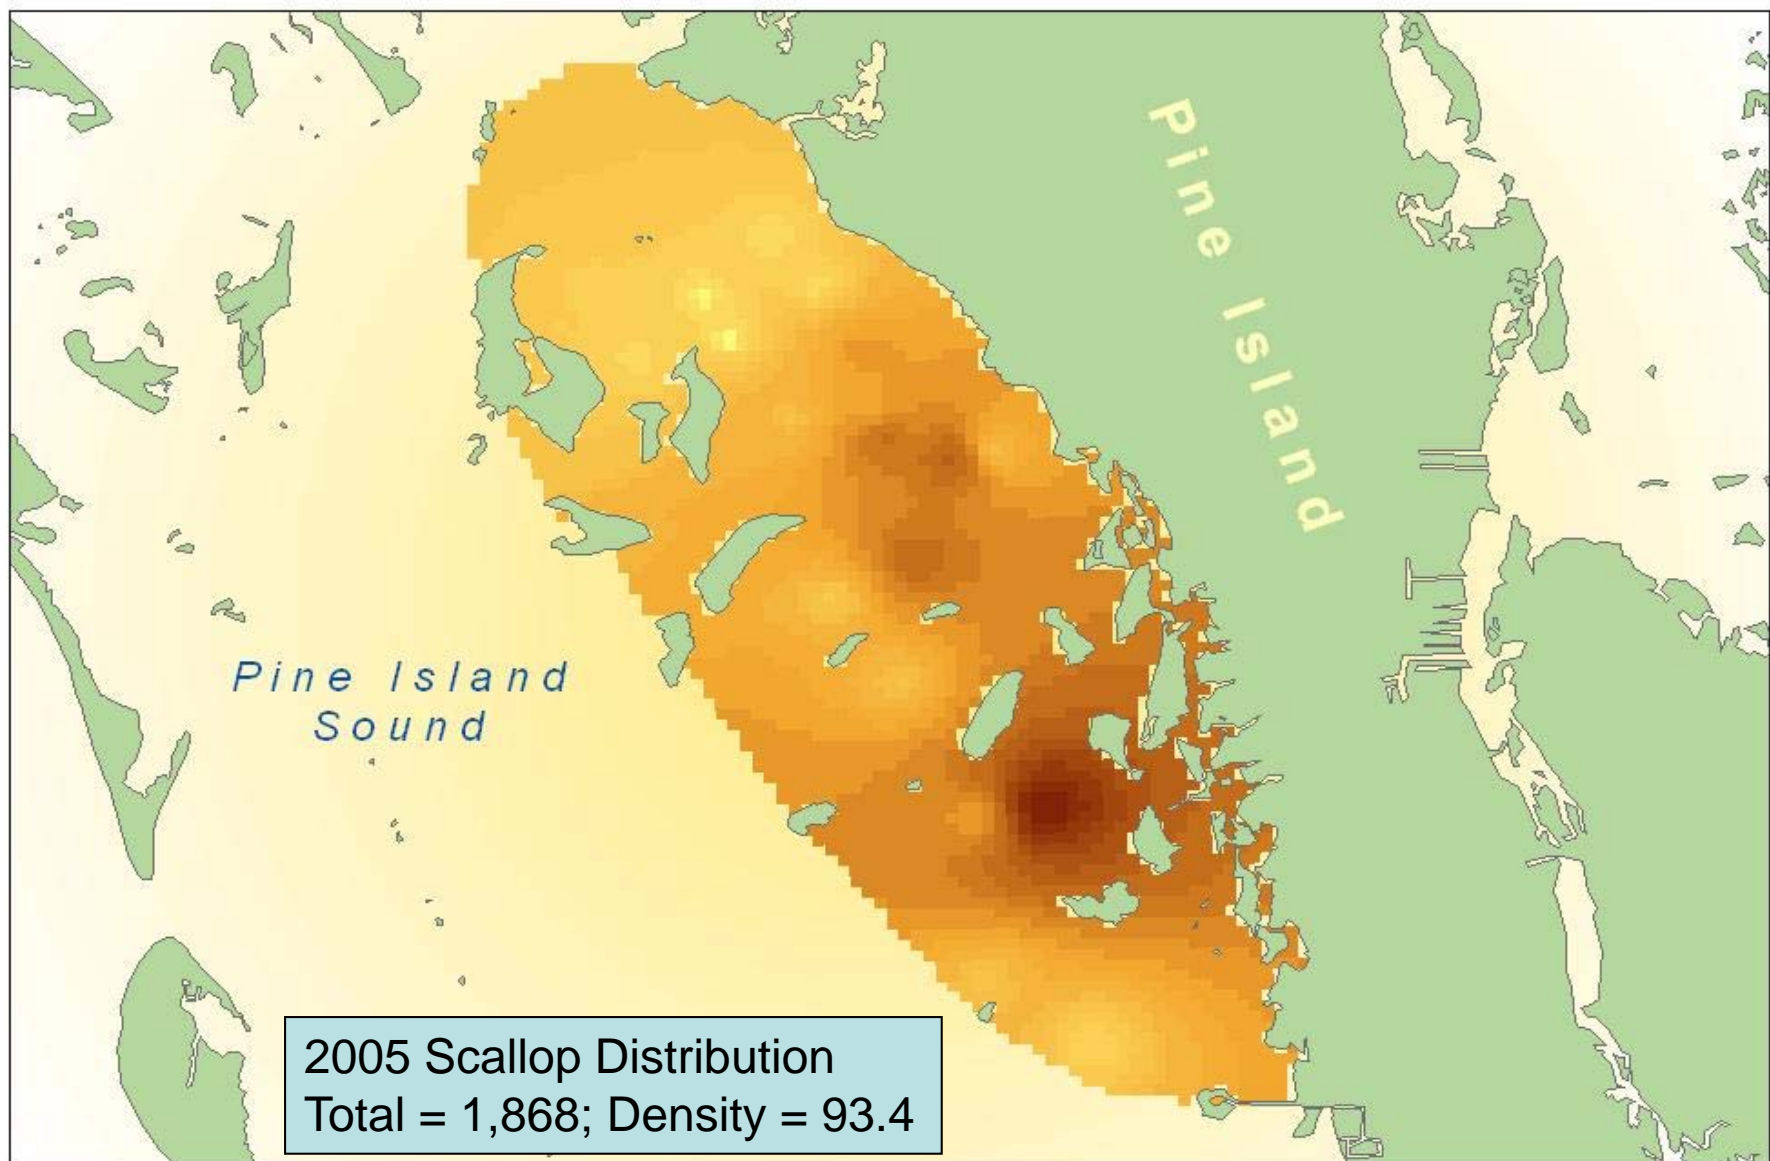 Pine Island
Pine Island
Sound
2005 Scallop Distribution
Total = 1,868; Density = 93.4